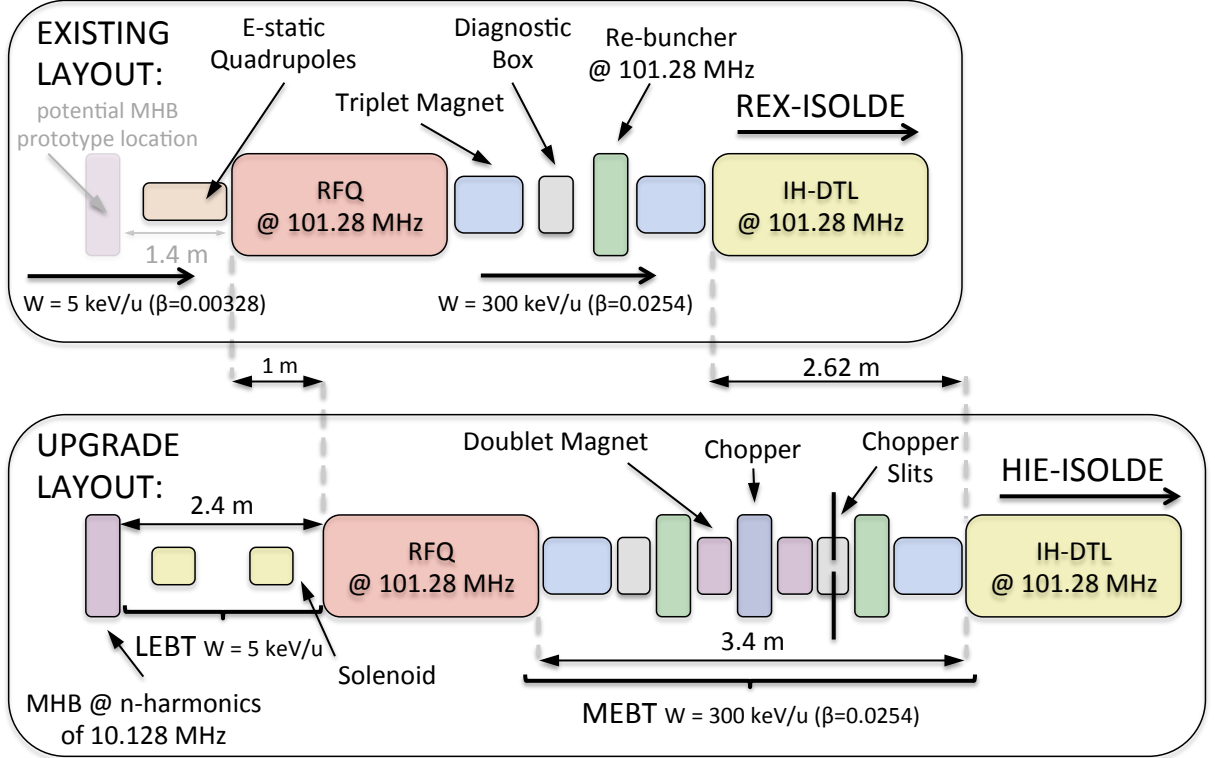 EXISTING
LAYOUT:
E-static
Quadrupoles
Diagnostic
Box
Re-buncher
@ 101.28 MHz
Triplet Magnet
REX-ISOLDE
potential MHB
prototype location
RFQ
@ 101.28 MHz
IH-DTL
@ 101.28 MHz
1.4 m
W = 5 keV/u (β=0.00328)
W = 300 keV/u (β=0.0254)
1 m
2.62 m
UPGRADE
LAYOUT:
Doublet Magnet
Chopper
Chopper
Slits
HIE-ISOLDE
2.4 m
RFQ
@ 101.28 MHz
IH-DTL
@ 101.28 MHz
3.4 m
LEBT W = 5 keV/u
Solenoid
MHB @ n-harmonics
of 10.128 MHz
MEBT W = 300 keV/u (β=0.0254)